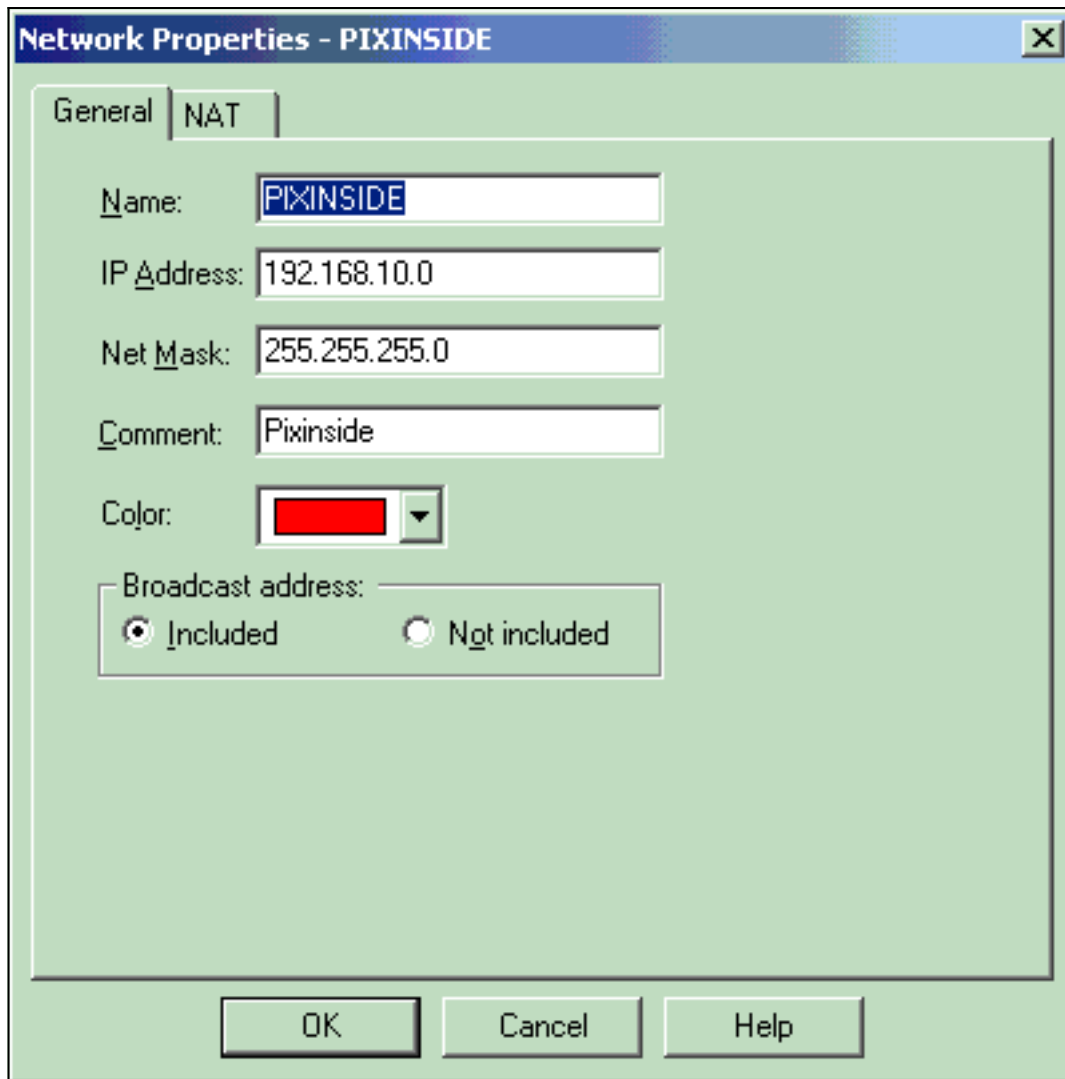 Network Properties - PIXINSIDE
General NAT
Name: PIXINSIDE
IP Address: 192.168.10.0
Net Mask: 255.255.255.0
Comment: Pixinside
Color:
Broadcast address:
Included Not included
OK Cancel Help